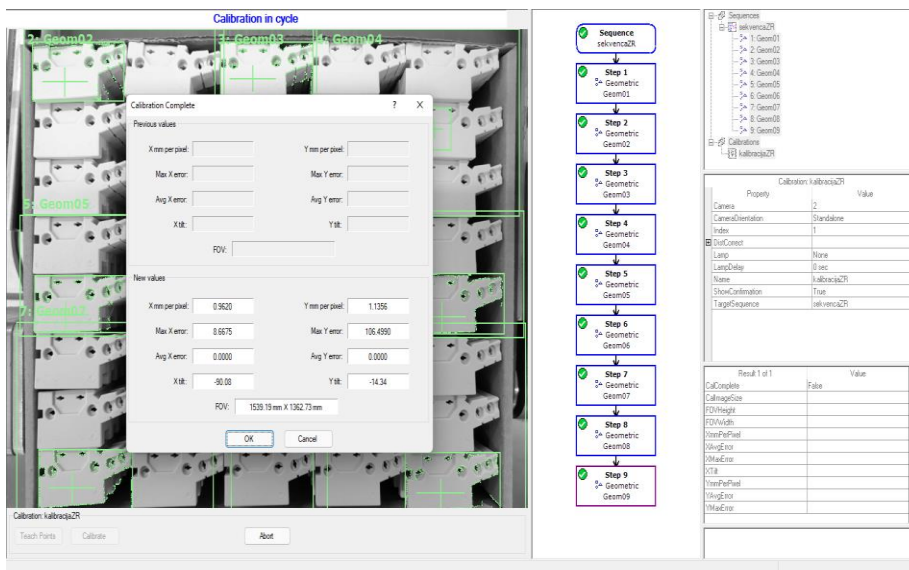 Calibration in cycle
2: Geom02
3: Geom03
4: Geom04
5: Geom05
Calibration Complete
? X
Previous values
X mm per pixel: Y mm per pixel:
Max X error: Max Y error:
Avg X error: Avg Y error:
X tilt: Y tilt:
FOV:
New values
X mm per pixel: 0.9620 Y mm per pixel: 1.1356
Max X error: 8.6675 Max Y error: 106.4990
Avg X error: 0.0000 Avg Y error: 0.0000
X tilt: -90.08 Y tilt: -14.34
FOV: 1539.19 mm X 1362.73 mm
OK Cancel
Calibration: kalibracijaZR
Teach Points Calibrate Abort
Sequence
sekvencaZR
Step 1
Geometric
Geom01
Step 2
Geometric
Geom02
Step 3
Geometric
Geom03
Step 4
Geometric
Geom04
Step 5
Geometric
Geom05
Step 6
Geometric
Geom06
Step 7
Geometric
Geom07
Step 8
Geometric
Geom08
Step 9
Geometric
Geom09
Sequences
sekvencaZR
1: Geom01
2: Geom02
3: Geom03
4: Geom04
5: Geom05
6: Geom06
7: Geom07
8: Geom08
9: Geom09
Calibrations
kalibracijaZR
Calibration: kalibracijaZR
Property Value
Camera 2
CameraOrientation Standalone
Index 1
DistCorrect
Lamp None
LampDelay 0 sec
Name kalibracijaZR
ShowConfirmation True
TargetSequence sekvencaZR
Result 1 of 1 Value
CalComplete False
CalImageSize
FOVHeight
FOVWidth
XmmPerPixel
XAvgError
XMaxError
XTilt
YmmPerPixel
YAvgError
YMaxError